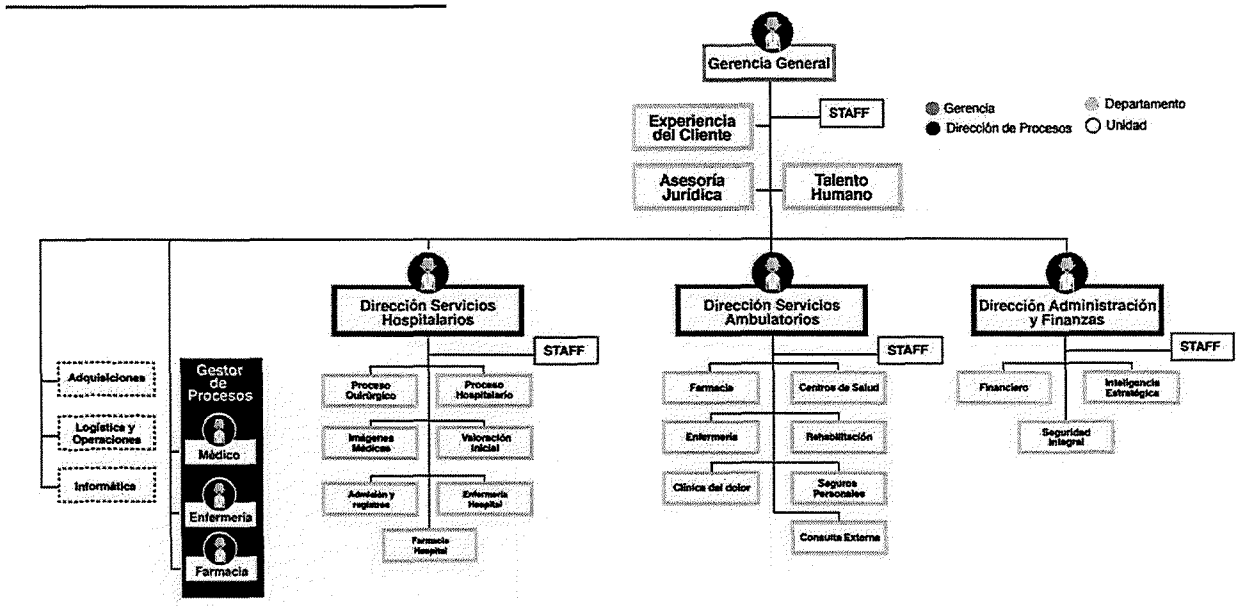 Gerencia General
STAFF
Experiencia
del Cliente
Gerencia
Departamento
Dirección de Procesos
Unidad
Asesoría
Jurídica
Talento
Humano
Dirección Servicios
Hospitalarios
Dirección Servicios
Ambulatorios
Dirección Administración
y Finanzas
STAFF
STAFF
STAFF
Adquisiciones
Logística y
Operaciones
Informática
Gestor
de
Procesos
Médico
Enfermería
Farmacia
Proceso
Quirúrgico
Proceso
Hospitalario
Imágenes
Médicas
Valoración
Inicial
Admisión y
registros
Enfermería
Hospital
Farmacia
Hospital
Farmacia
Centros de Salud
Enfermería
Rehabilitación
Clínica del dolor
Seguros
Personales
Consulta Externa
Financiero
Inteligencia
Estratégica
Seguridad
Integral